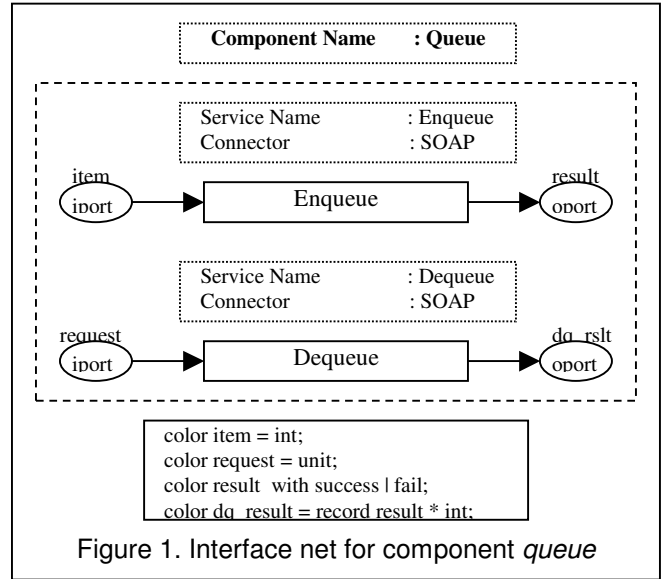 Component Name : Queue
Service Name : Enqueue
Connector : SOAP
item
iport
Enqueue
result
oport
Service Name : Dequeue
Connector : SOAP
request
iport
Dequeue
dq_rslt
oport
color item = int;
color request = unit;
color result with success | fail;
color dq_result = record result * int;
Figure 1. Interface net for component queue